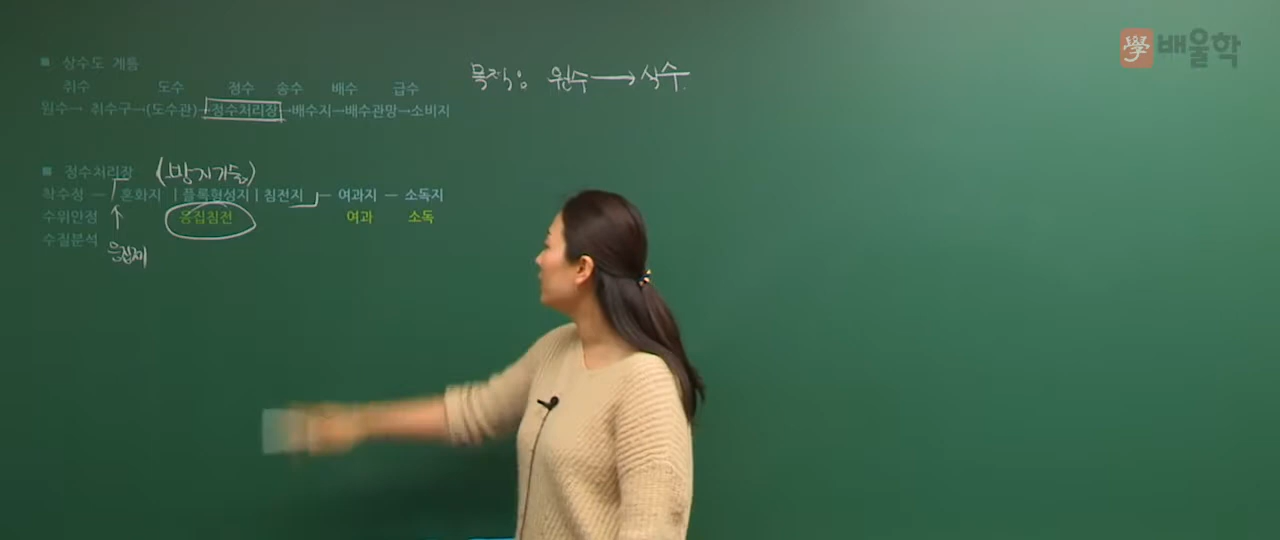 ■ 상수도 계통
취수 도수 정수 송수 배수 급수
원수→ 취수구→(도수관)→정수처리장→배수지→배수관망→소비지
목적: 원수 → 상수.
學 배울학
■ 정수처리장
착수정 — 혼화지 | 플록형성지 | 침전지 — 여과지 — 소독지
수위안정 응집침전 여과 소독
수질분석
응집제